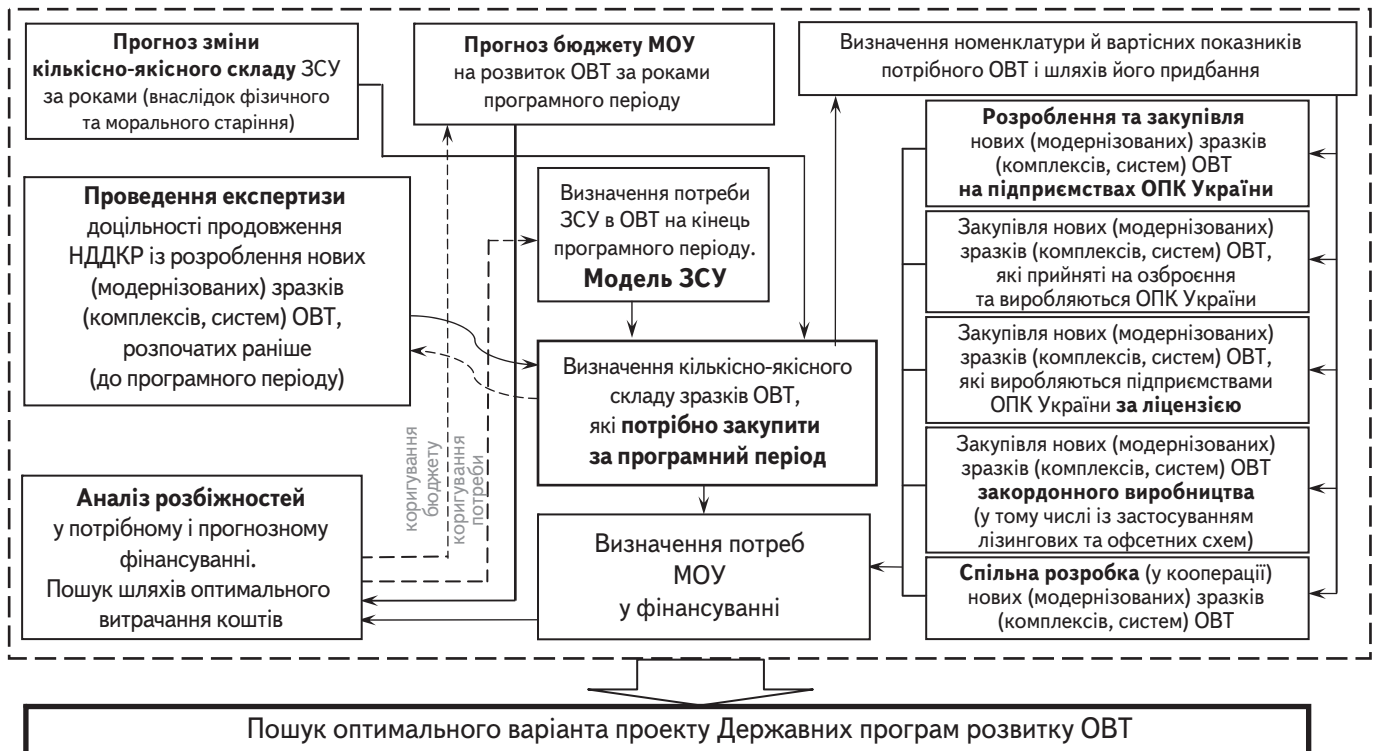 Прогноз зміни
кількісно-якісного складу ЗСУ
за роками (внаслідок фізичного
та морального старіння)
Прогноз бюджету МОУ
на розвиток ОВТ за роками
програмного періоду
Визначення номенклатури й вартісних показників
потрібного ОВТ і шляхів його придбання
Проведення експертизи
доцільності продовження
НДДКР із розроблення нових
(модернізованих) зразків
(комплексів, систем) ОВТ,
розпочатих раніше
(до програмного періоду)
Визначення потреби
ЗСУ в ОВТ на кінець
програмного періоду.
Модель ЗСУ
Визначення кількісно-якісного
складу зразків ОВТ,
які потрібно закупити
за програмний період
Розроблення та закупівля
нових (модернізованих) зразків
(комплексів, систем) ОВТ
на підприємствах ОПК України
Закупівля нових (модернізованих)
зразків (комплексів, систем) ОВТ,
які прийняті на озброєння
та виробляються ОПК України
Закупівля нових (модернізованих)
зразків (комплексів, систем) ОВТ,
які виробляються підприємствами
ОПК України за ліцензією
Закупівля нових (модернізованих)
зразків (комплексів, систем) ОВТ
закордонного виробництва
(у тому числі із застосуванням
лізингових та офсетних схем)
Спільна розробка (у кооперації)
нових (модернізованих) зразків
(комплексів, систем) ОВТ
коригування
бюджету
коригування
потреби
Аналіз розбіжностей
у потрібному і прогнозному
фінансуванні.
Пошук шляхів оптимального
витрачання коштів
Визначення потреб
МОУ
у фінансуванні
Пошук оптимального варіанта проекту Державних програм розвитку ОВТ